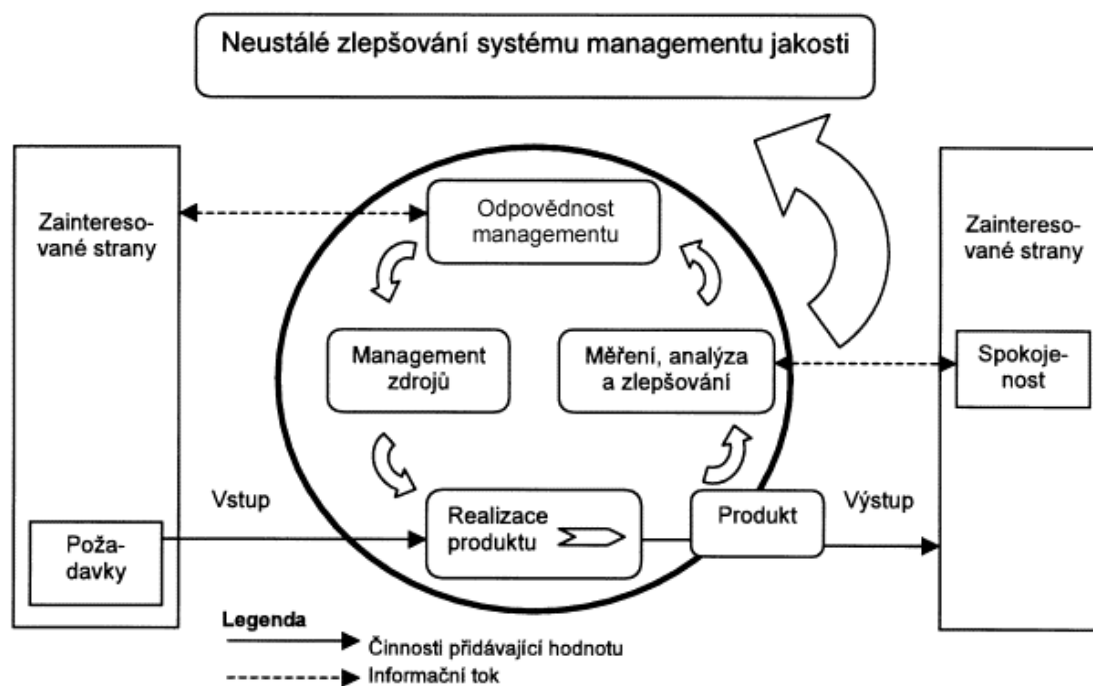 Neustálé zlepšování systému managementu jakosti
Zaintereso-
vané strany
Odpovědnost
managementu
Zaintereso-
vané strany
Management
zdrojů
Měření, analýza
a zlepšování
Spokoje-
nost
Vstup
Realizace
produktu
Produkt
Výstup
Poža-
davky
Legenda
Činnosti přidávající hodnotu
Informační tok